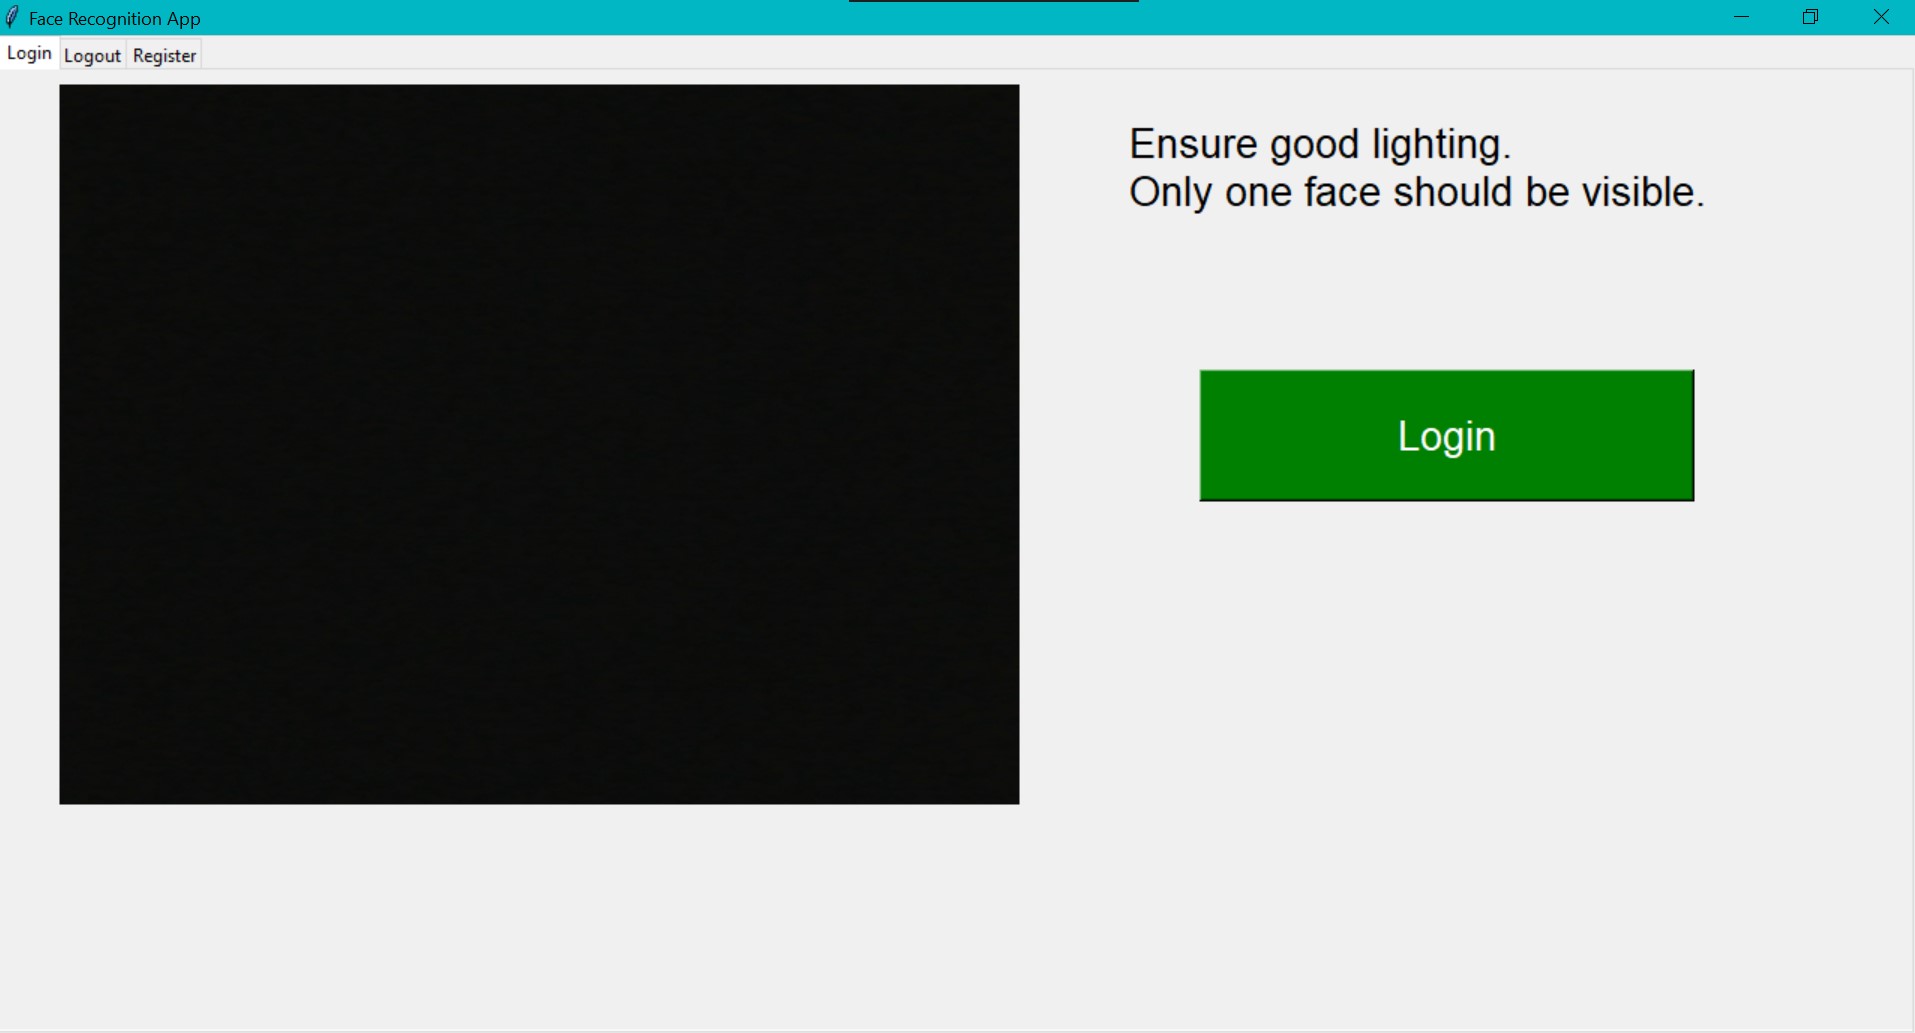 Face Recognition App
Login Logout Register
Ensure good lighting.
Only one face should be visible.
Login